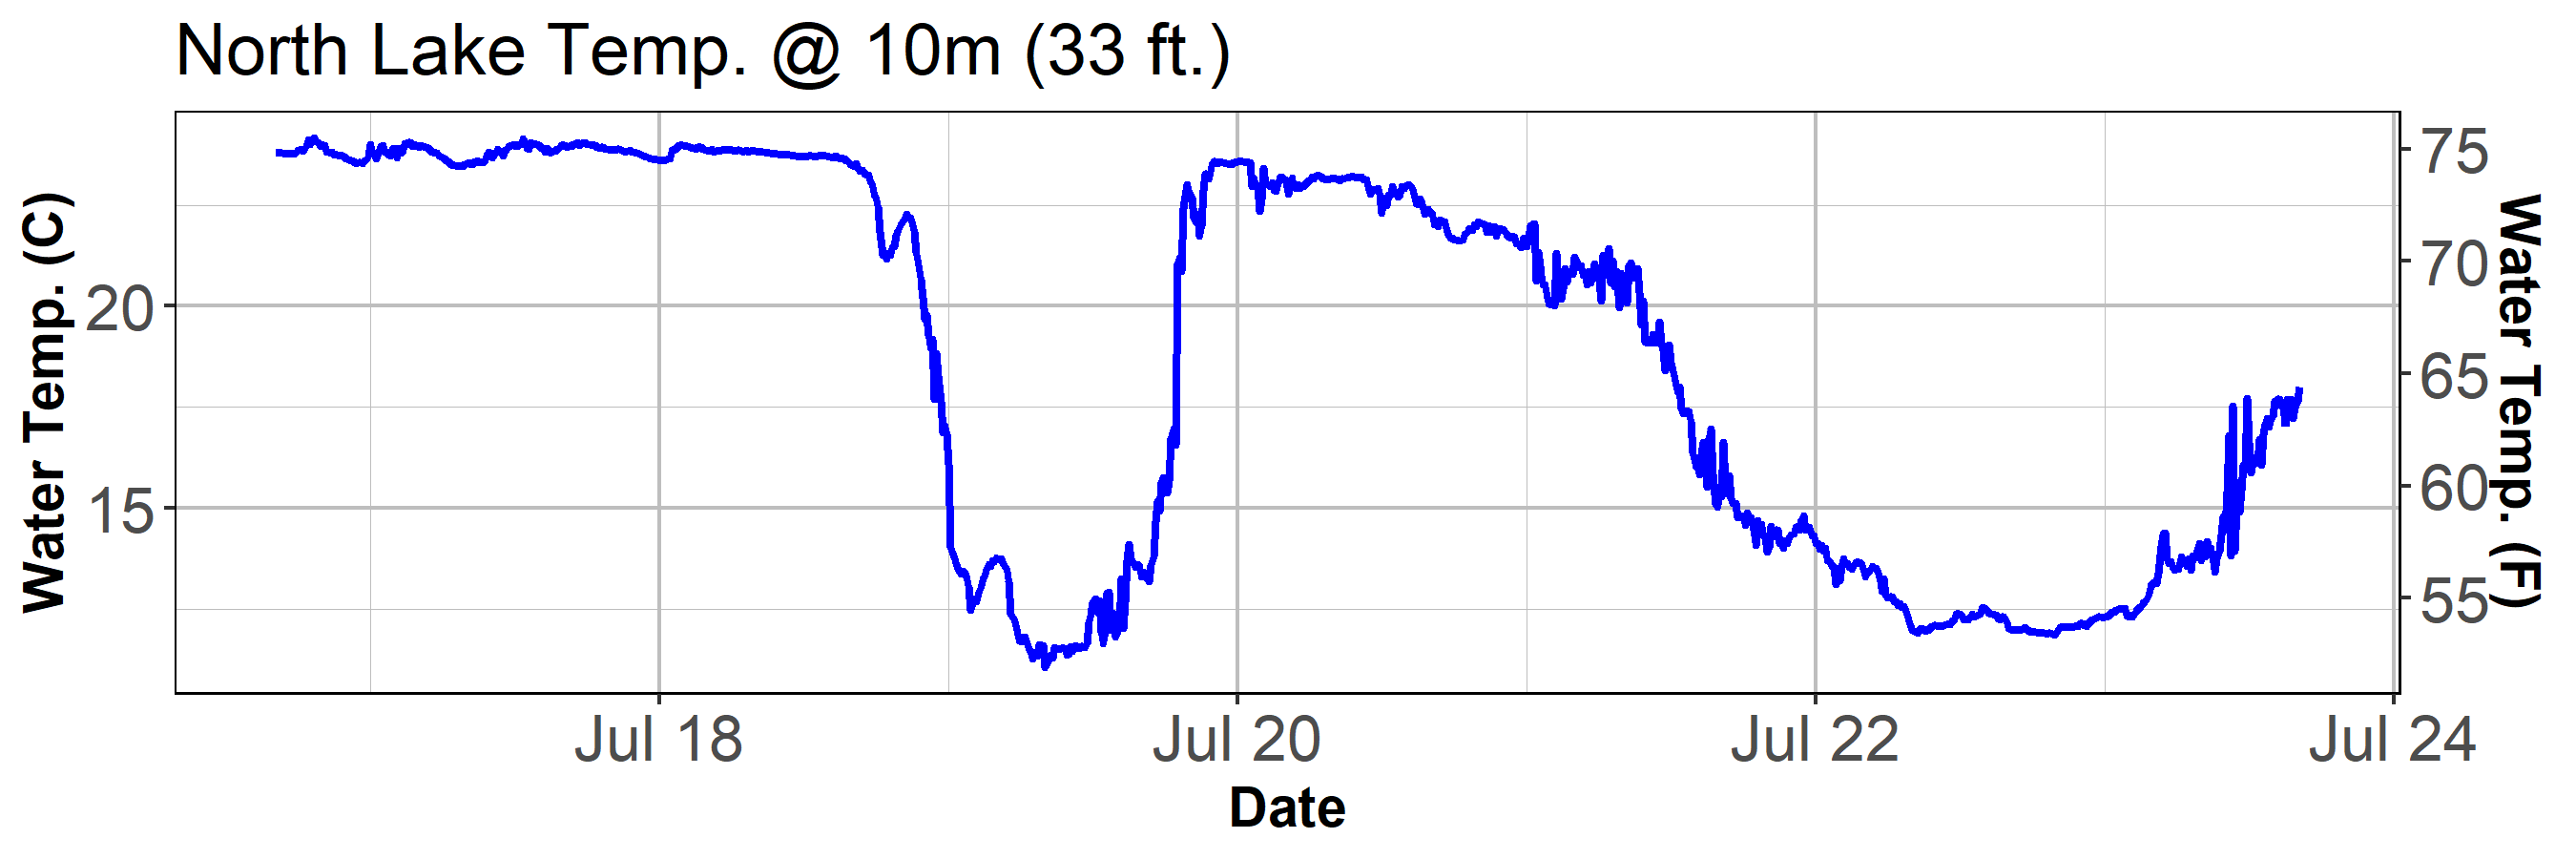 North Lake Temp. @ 10m (33 ft.)
Water Temp. (C)
20
15
75
70
65
60
55
Water Temp. (F)
Jul 18
Jul 20
Jul 22
Jul 24
Date